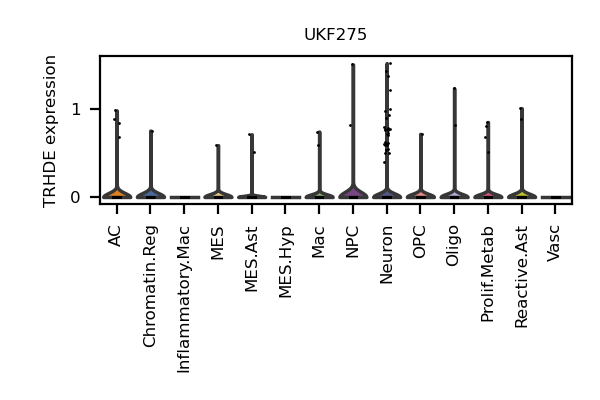 UKF275
TRHDE expression
1
0
AC
Chromatin.Reg
Inflammatory.Mac
MES
MES.Ast
MES.Hyp
Mac
NPC
Neuron
OPC
Oligo
Prolif.Metab
Reactive.Ast
Vasc